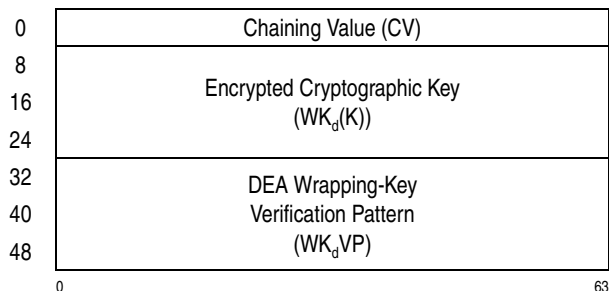 0 Chaining Value (CV)
8
Encrypted Cryptographic Key
16
(WKd(K))
24
32 DEA Wrapping-Key
40 Verification Pattern
48 (WKdVP)
0 63